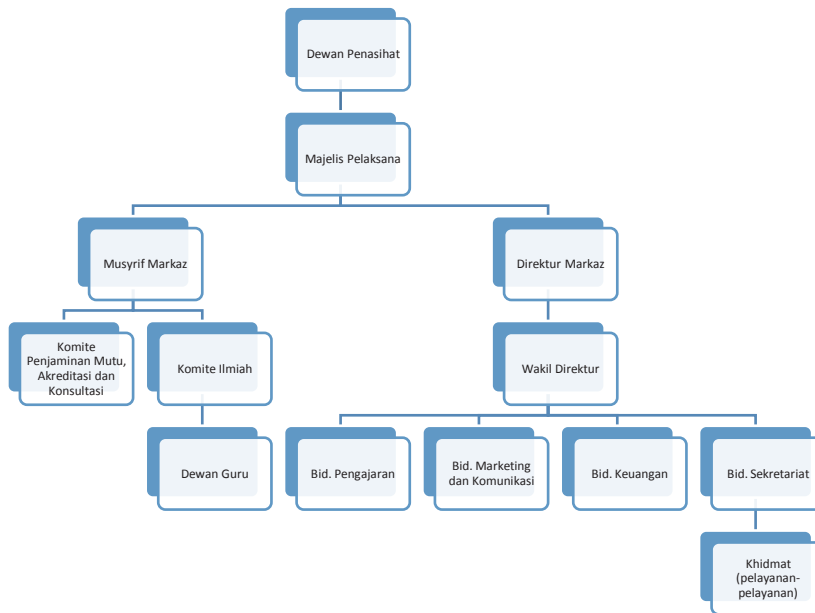 Dewan Penasihat
Majelis Pelaksana
Musyrif Markaz
Direktur Markaz
Komite
Penjaminan Mutu,
Akreditasi dan
Konsultasi
Komite Ilmiah
Wakil Direktur
Dewan Guru
Bid. Pengajaran
Bid. Marketing
dan Komunikasi
Bid. Keuangan
Bid. Sekretariat
Khidmat
(pelayanan-
pelayanan)